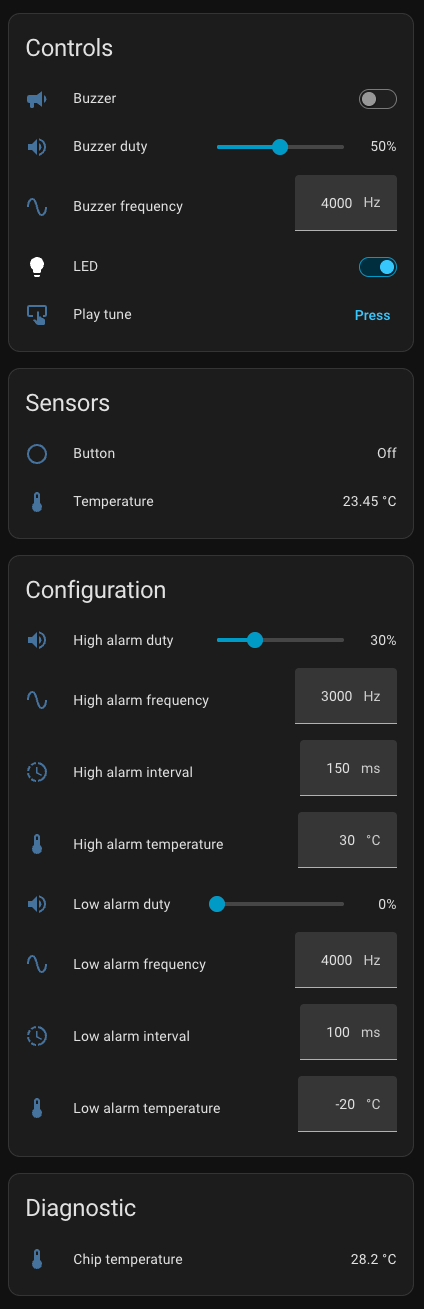 Controls
Buzzer
Buzzer duty 50%
Buzzer frequency 4000 Hz
LED
Play tune Press
Sensors
Button Off
Temperature 23.45 °C
Configuration
High alarm duty 30%
High alarm frequency 3000 Hz
High alarm interval 150 ms
High alarm temperature 30 °C
Low alarm duty 0%
Low alarm frequency 4000 Hz
Low alarm interval 100 ms
Low alarm temperature -20 °C
Diagnostic
Chip temperature 28.2 °C